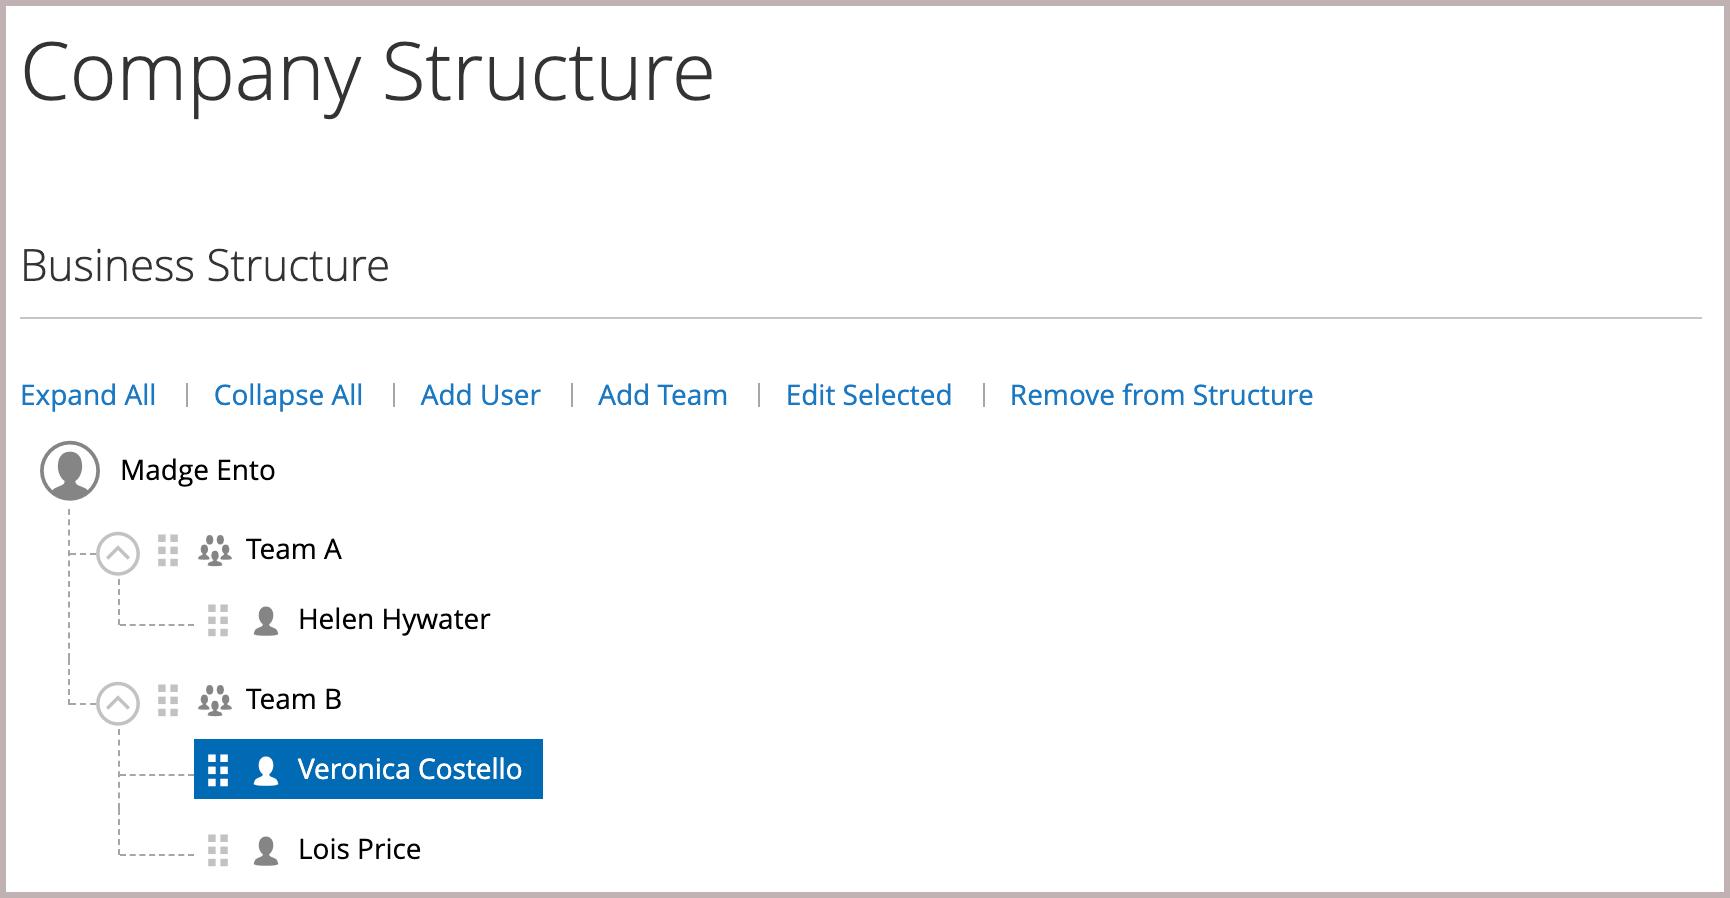 Company Structure
Business Structure
Expand All | Collapse All | Add User | Add Team | Edit Selected | Remove from Structure
Madge Ento
Team A
Helen Hywater
Team B
Veronica Costello
Lois Price